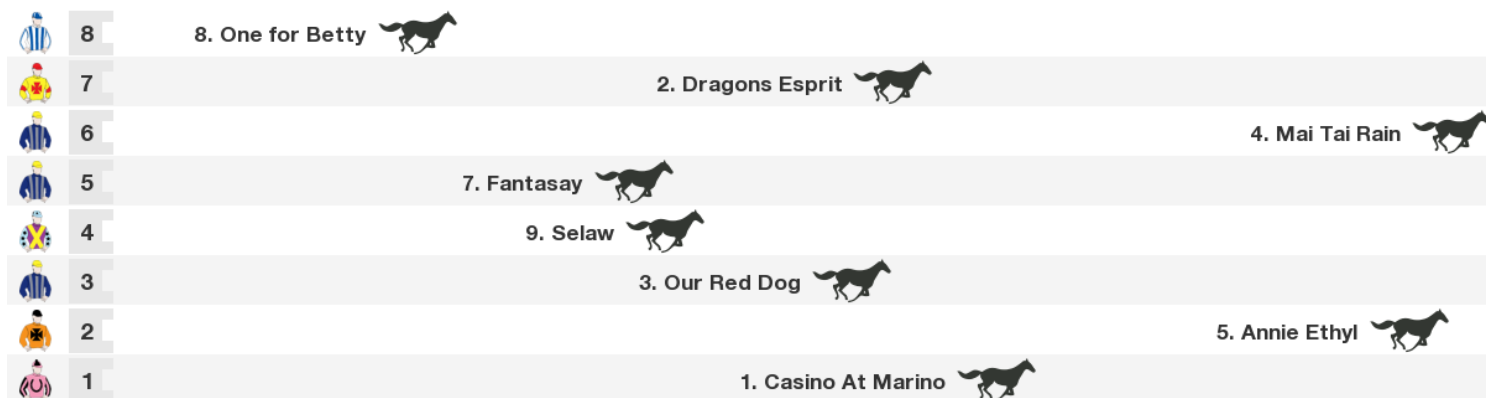 8 8. One for Betty
7 2. Dragons Esprit
6 4. Mai Tai Rain
5 7. Fantasay
4 9. Selaw
3 3. Our Red Dog
2 5. Annie Ethyl
1 1. Casino At Marino